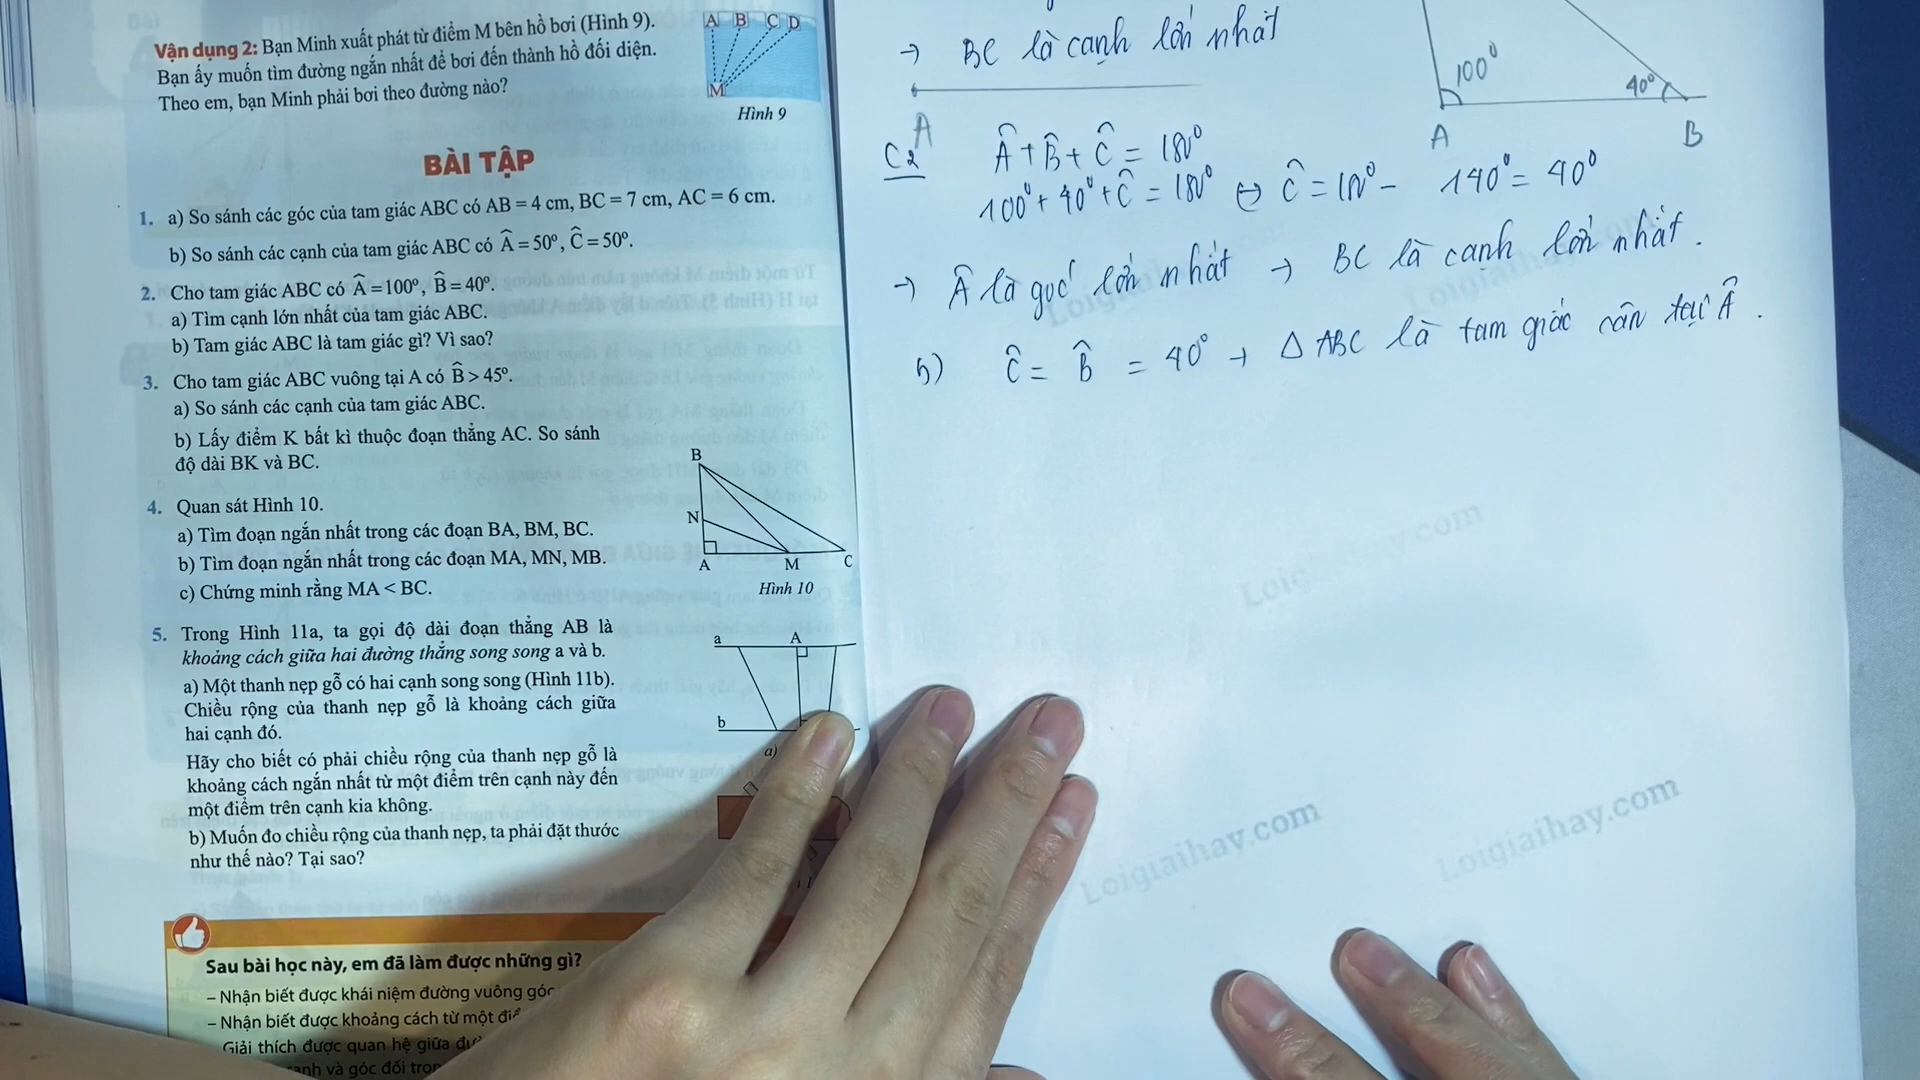 Vận dụng 2: Bạn Minh xuất phát từ điểm M bên hồ bơi (Hình 9).
Bạn ấy muốn tìm đường ngắn nhất để bơi đến thành hồ đối diện.
Theo em, bạn Minh phải bơi theo đường nào?
A B C D
M
Hình 9
BÀI TẬP
1. a) So sánh các góc của tam giác ABC có AB = 4 cm, BC = 7 cm, AC = 6 cm.
b) So sánh các cạnh của tam giác ABC có Â = 50°, Ĉ = 50°.
2. Cho tam giác ABC có Â = 100°, B̂ = 40°.
a) Tìm cạnh lớn nhất của tam giác ABC.
b) Tam giác ABC là tam giác gì? Vì sao?
3. Cho tam giác ABC vuông tại A có B̂ > 45°.
a) So sánh các cạnh của tam giác ABC.
b) Lấy điểm K bất kì thuộc đoạn thẳng AC. So sánh
độ dài BK và BC.
4. Quan sát Hình 10.
a) Tìm đoạn ngắn nhất trong các đoạn BA, BM, BC.
b) Tìm đoạn ngắn nhất trong các đoạn MA, MN, MB.
c) Chứng minh rằng MA < BC.
B
N
A M C
Hình 10
5. Trong Hình 11a, ta gọi độ dài đoạn thẳng AB là
khoảng cách giữa hai đường thẳng song song a và b.
a) Một thanh nẹp gỗ có hai cạnh song song (Hình 11b).
Chiều rộng của thanh nẹp gỗ là khoảng cách giữa
hai cạnh đó.
Hãy cho biết có phải chiều rộng của thanh nẹp gỗ là
khoảng cách ngắn nhất từ một điểm trên cạnh này đến
một điểm trên cạnh kia không.
b) Muốn đo chiều rộng của thanh nẹp, ta phải đặt thước
như thế nào? Tại sao?
a A
b
a)
Sau bài học này, em đã làm được những gì?
– Nhận biết được khái niệm đường vuông góc
– Nhận biết được khoảng cách từ một
Giải thích được quan hệ giữa
và góc đối
→ BC là cạnh lớn nhất
A
100° 40°
A B
C2 Â + B̂ + Ĉ = 180°
100° + 40° + Ĉ = 180° ⇔ Ĉ = 180° - 140° = 40°
→ Â là góc lớn nhất → BC là cạnh lớn nhất.
b) Ĉ = B̂ = 40° → Δ ABC là tam giác cân tại Â.
Loigiaihay.com
Loigiaihay.com